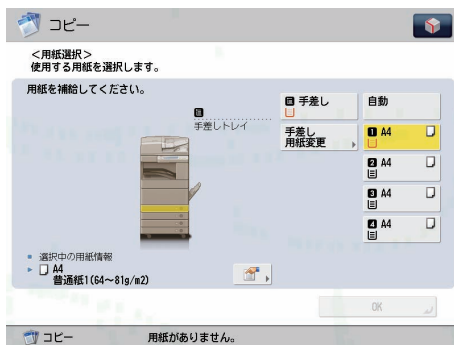 コピー
<用紙選択>
使用する用紙を選択します。
用紙を補給してください。
手差しトレイ
手差し
自動
手差し
用紙変更
1 A4
2 A4
3 A4
4 A4
選択中の用紙情報
A4
普通紙1(64~81g/m2)
OK
コピー
用紙がありません。